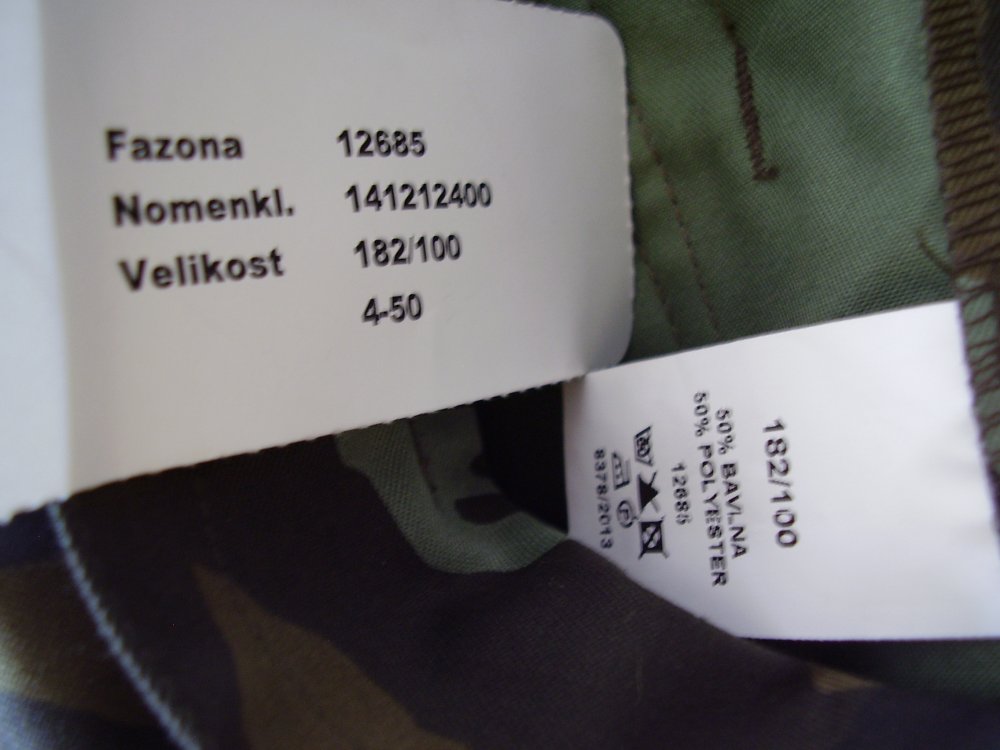 Fazona 12685
Nomenkl. 141212400
Velikost 182/100
4-50
182/100
50% BAVLNA
50% POLYESTER
12685
8378/2013